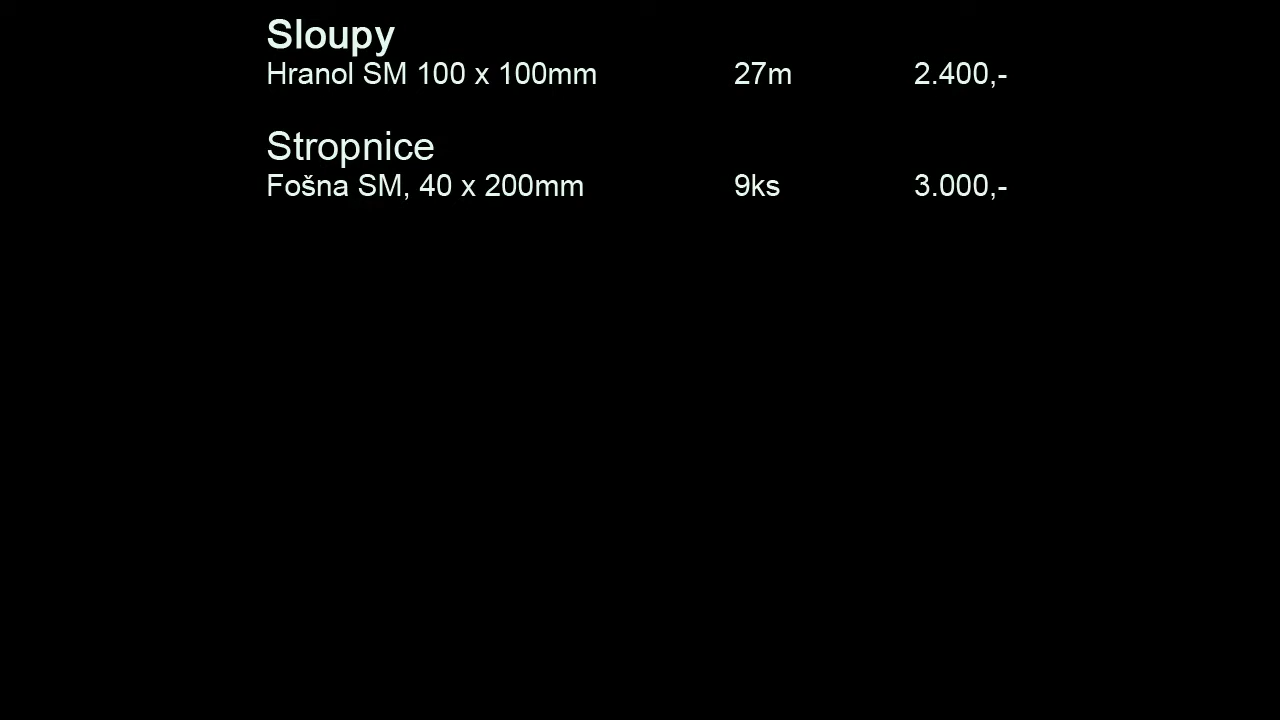 Sloupy
Hranol SM 100 x 100mm 27m 2.400,-
Stropnice
Fošna SM, 40 x 200mm 9ks 3.000,-